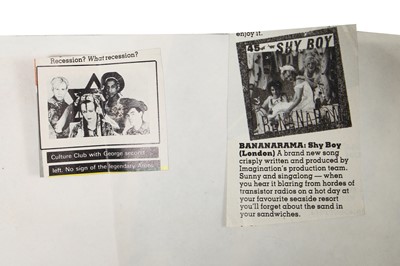 Recession? What recession?
Culture Club with George second
left. No sign of the legendary
enjoy it.
45
SHY BOY
BANANARAMA
BANANARAMA: Shy Boy
(London) A brand new song
crisply written and produced by
Imagination's production team.
Sunny and singalong — when
you hear it blaring from hordes of
transistor radios on a hot day at
your favourite seaside resort
you'll forget about the sand in
your sandwiches.